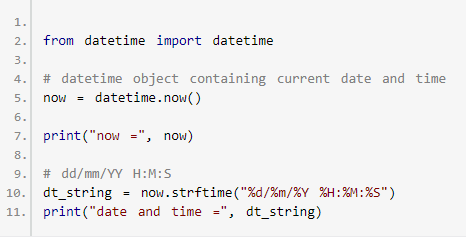 1.
2. from datetime import datetime
3.
4. # datetime object containing current date and time
5. now = datetime.now()
6.
7. print("now =", now)
8.
9. # dd/mm/YY H:M:S
10. dt_string = now.strftime("%d/%m/%Y %H:%M:%S")
11. print("date and time =", dt_string)